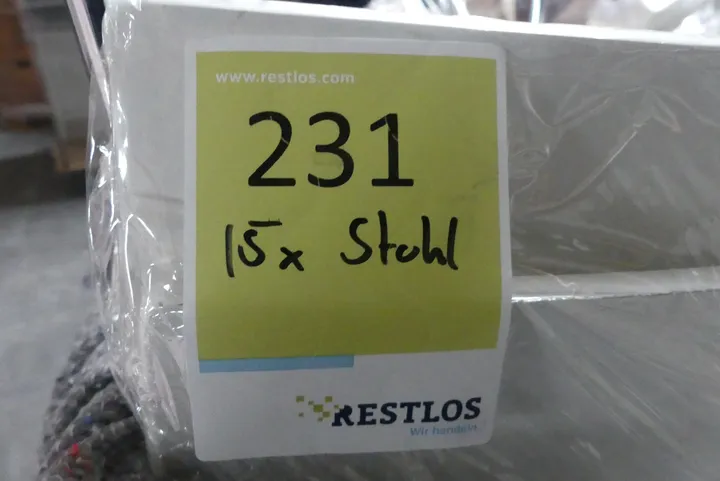 www.restlos.com
231
15x Stuhl
RESTLOS
Wir handeln.